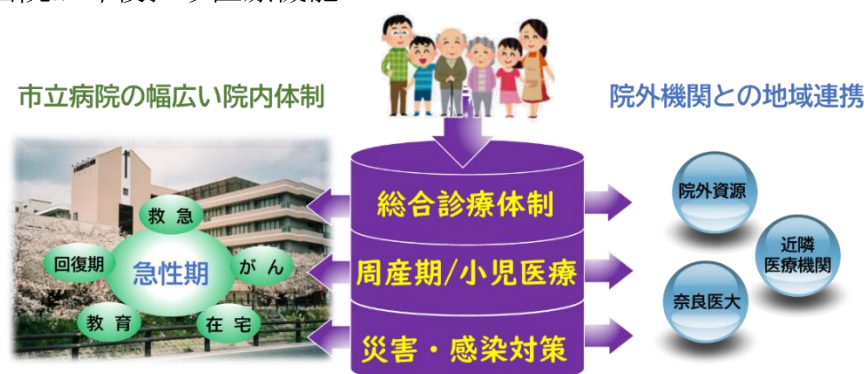 市立病院の幅広い院内体制
院外機関との地域連携
救急
回復期
急性期
がん
教育
在宅
総合診療体制
周産期/小児医療
災害・感染対策
院外資源
近隣
医療機関
奈良医大